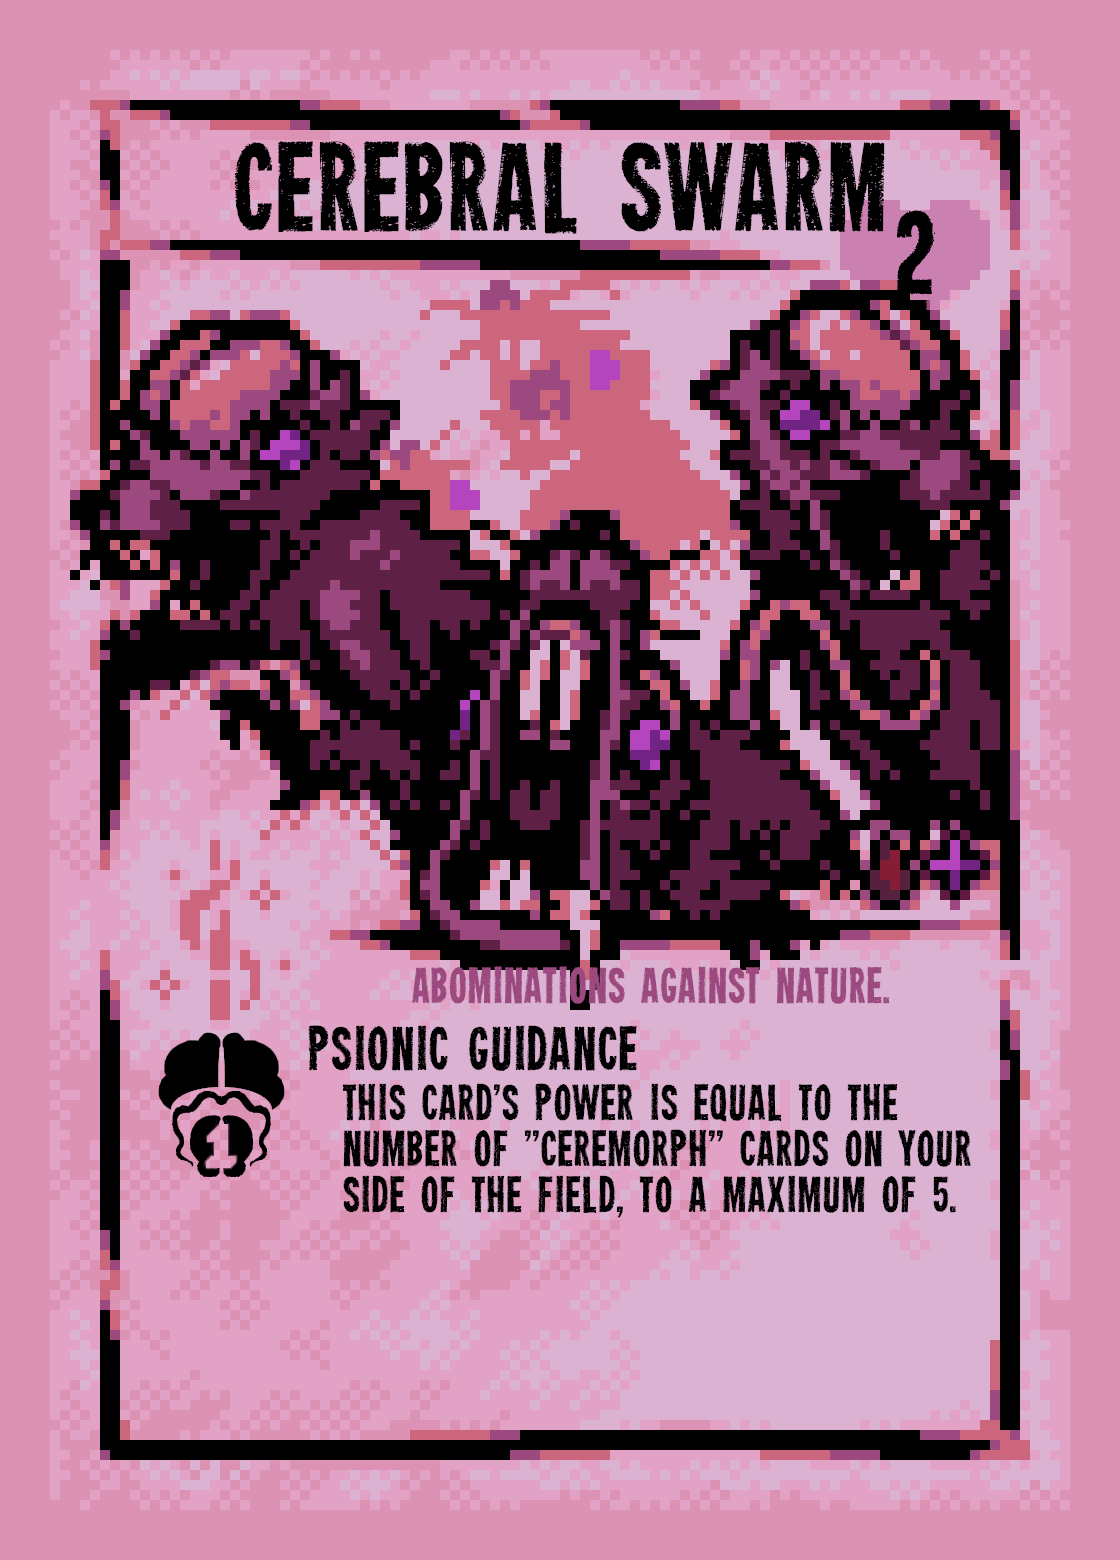 CEREBRAL SWARM
2
ABOMINATIONS AGAINST NATURE.
PSIONIC GUIDANCE
THIS CARD'S POWER IS EQUAL TO THE
NUMBER OF "CEREMORPH" CARDS ON YOUR
SIDE OF THE FIELD, TO A MAXIMUM OF 5.
1